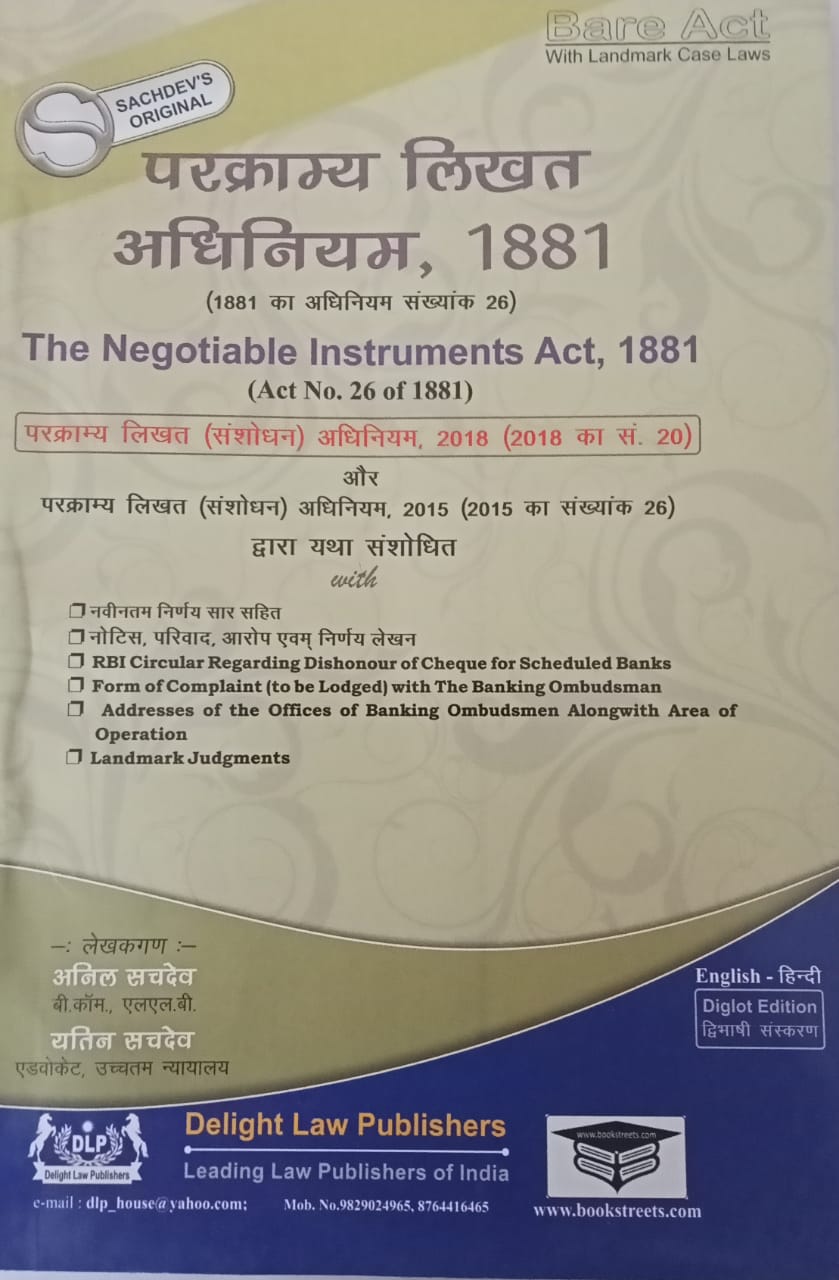 Bare Act
With Landmark Case Laws
SACHDEV'S
ORIGINAL
परक्राम्य लिखत
अधिनियम, 1881
(1881 का अधिनियम संख्यांक 26)
The Negotiable Instruments Act, 1881
(Act No. 26 of 1881)
परक्राम्य लिखत (संशोधन) अधिनियम, 2018 (2018 का सं. 20)
और
परक्राम्य लिखत (संशोधन) अधिनियम, 2015 (2015 का संख्यांक 26)
द्वारा यथा संशोधित
with
❒ नवीनतम निर्णय सार सहित
❒ नोटिस, परिवाद, आरोप एवम् निर्णय लेखन
❒ RBI Circular Regarding Dishonour of Cheque for Scheduled Banks
❒ Form of Complaint (to be Lodged) with The Banking Ombudsman
❒ Addresses of the Offices of Banking Ombudsmen Alongwith Area of
Operation
❒ Landmark Judgments
–: लेखकगण :–
अनिल सचदेव
बी.कॉम., एलएल.बी.
यतिन सचदेव
एडवोकेट, उच्चतम न्यायालय
English - हिन्दी
Diglot Edition
द्विभाषी संस्करण
DLP
Delight Law Publishers
Delight Law Publishers
Leading Law Publishers of India
e-mail : dlp_house@yahoo.com; Mob. No.9829024965, 8764416465
www.bookstreets.com
www.bookstreets.com